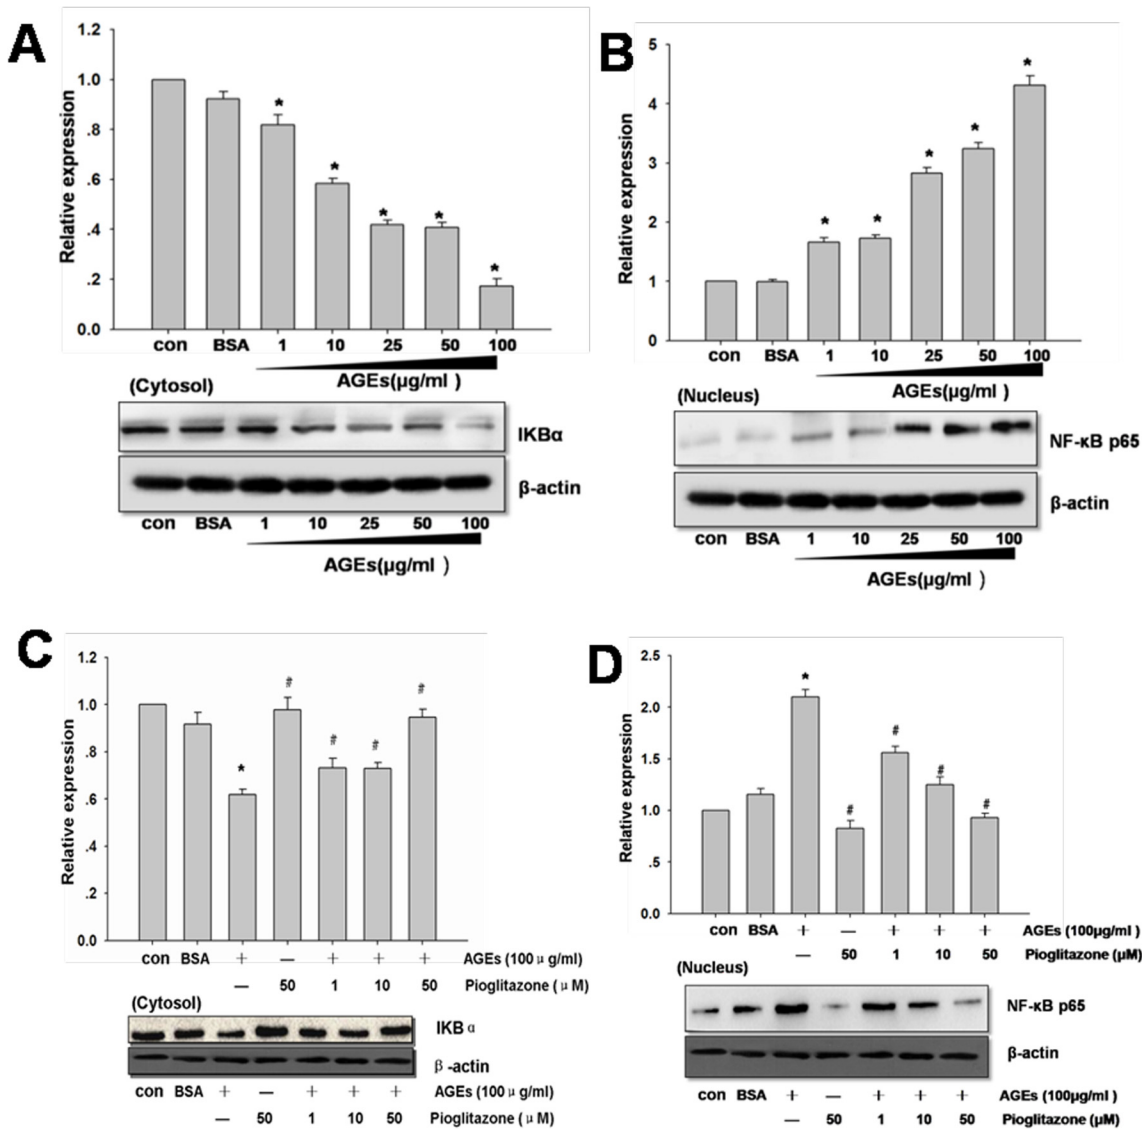 A
1.2
1.0
.8
.6
.4
.2
0.0
Relative expression
* * * * *
con BSA 1 10 25 50 100
AGEs(μg/ml )
(Cytosol)
IKBα
β-actin
con BSA 1 10 25 50 100
AGEs(μg/ml )
B
5
4
3
2
1
0
Relative expression
* * * * *
con BSA 1 10 25 50 100
AGEs(μg/ml )
(Nucleus)
NF-κB p65
β-actin
con BSA 1 10 25 50 100
AGEs(μg/ml )
C
1.2
1.0
.8
.6
.4
.2
0.0
Relative expression
* # # # #
con BSA + — + + + AGEs (100 μ g/ml)
— 50 1 10 50 Pioglitazone ( μ M)
(Cytosol)
IKB α
β -actin
con BSA + — + + + AGEs (100 μ g/ml)
— 50 1 10 50 Pioglitazone ( μ M)
D
2.5
2.0
1.5
1.0
.5
0.0
Relative expression
* # # # #
con BSA + — + + + AGEs (100μg/ml )
— 50 1 10 50 Pioglitazone (μM)
(Nucleus)
NF-κB p65
β-actin
con BSA + — + + + AGEs (100μg/ml )
— 50 1 10 50 Pioglitazone (μM)